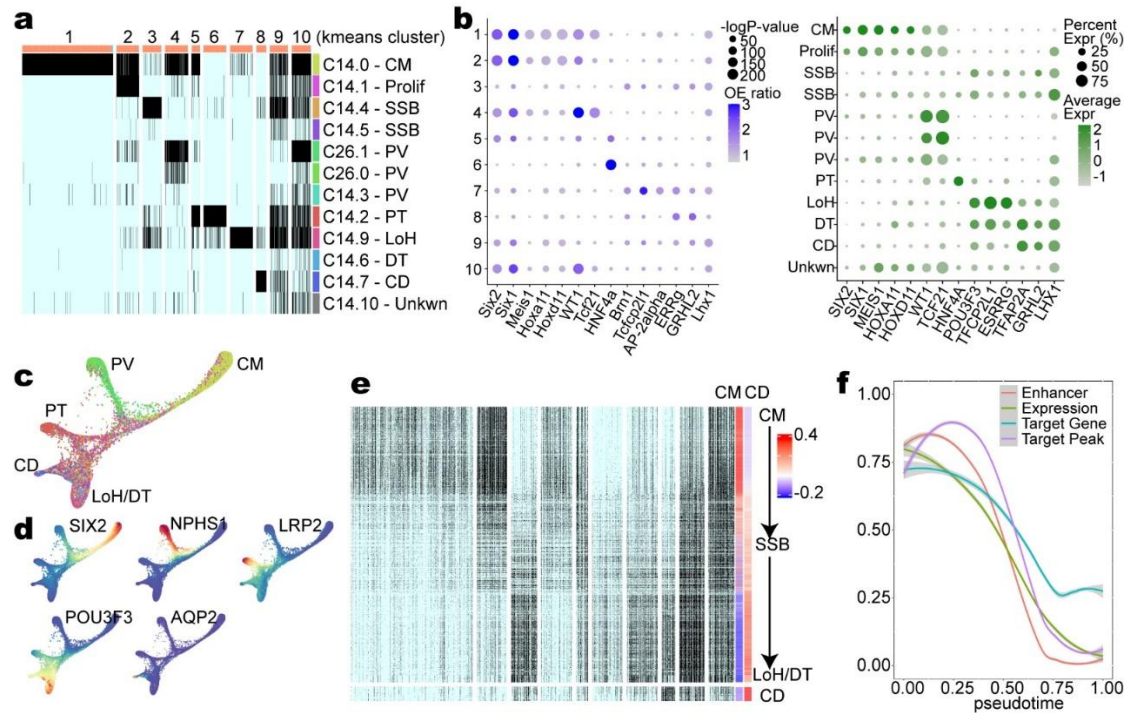 a
1 2 3 4 5 6 7 8 9 10 (kmeans cluster)
C14.0 - CM
C14.1 - Prolif
C14.4 - SSB
C14.5 - SSB
C26.1 - PV
C26.0 - PV
C14.3 - PV
C14.2 - PT
C14.9 - LoH
C14.6 - DT
C14.7 - CD
C14.10 - Unkwn
b
1
2
3
4
5
6
7
8
9
10
Six2
Six1
Meis1
Hoxa11
Hoxd11
WT1
Tcf21
HNF4a
Brn1
Tcfcp2l1
AP-2alpha
ERRg
GRHL2
Lhx1
-logP-value
50
100
150
200
OE ratio
3
2
1
CM
Prolif
SSB
SSB
PV
PV
PV
PT
LoH
DT
CD
Unkwn
SIX2
SIX1
MEIS1
HOXA11
HOXD11
WT1
TCF21
HNF4A
POU3F3
TFCP2L1
ESRRG
TFAP2A
GRHL2
LHX1
Percent
Expr (%)
25
50
75
Average
Expr
2
1
0
-1
c
PV
CM
PT
CD
LoH/DT
d
SIX2
NPHS1
LRP2
POU3F3
AQP2
e
CM CD
CM
SSB
LoH/DT
CD
0.4
-0.2
f
1.00
0.75
0.50
0.25
0.00
Enhancer
Expression
Target Gene
Target Peak
0.00 0.25 0.50 0.75 1.00
pseudotime